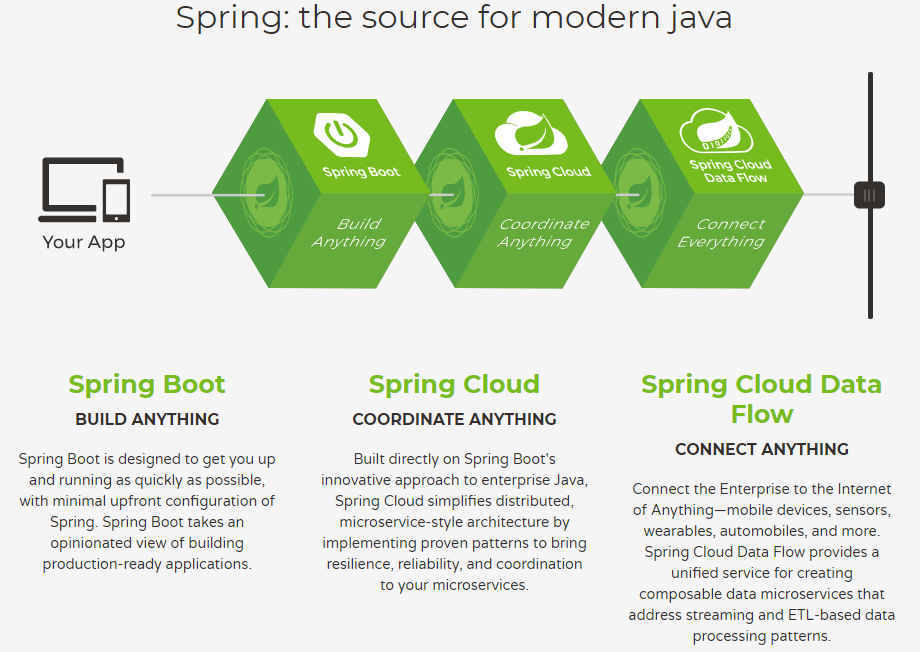 Spring: the source for modern java
Your App
Spring Boot
Build
Anything
Spring Cloud
Coordinate
Anything
010110
Spring Cloud
Data Flow
Connect
Everything
Spring Boot
BUILD ANYTHING
Spring Boot is designed to get you up
and running as quickly as possible,
with minimal upfront configuration of
Spring. Spring Boot takes an
opinionated view of building
production-ready applications.
Spring Cloud
COORDINATE ANYTHING
Built directly on Spring Boot's
innovative approach to enterprise Java,
Spring Cloud simplifies distributed,
microservice-style architecture by
implementing proven patterns to bring
resilience, reliability, and coordination
to your microservices.
Spring Cloud Data
Flow
CONNECT ANYTHING
Connect the Enterprise to the Internet
of Anything—mobile devices, sensors,
wearables, automobiles, and more.
Spring Cloud Data Flow provides a
unified service for creating
composable data microservices that
address streaming and ETL-based data
processing patterns.